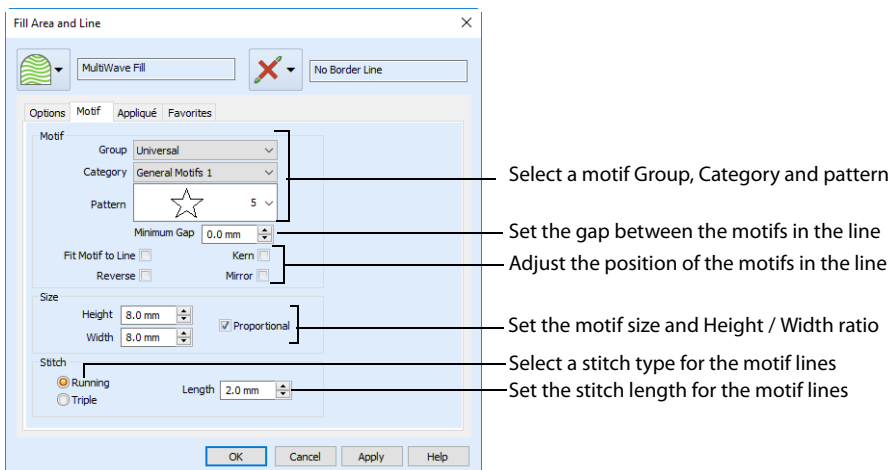 Fill Area and Line
MultiWave Fill
No Border Line
Options Motif Appliqué Favorites
Motif
Group Universal
Category General Motifs 1
Select a motif Group, Category and pattern
Pattern 5
Minimum Gap 0.0 mm
Set the gap between the motifs in the line
Fit Motif to Line Kern
Adjust the position of the motifs in the line
Reverse Mirror
Size
Height 8.0 mm
Proportional
Set the motif size and Height / Width ratio
Width 8.0 mm
Stitch
Select a stitch type for the motif lines
Running
Length 2.0 mm
Set the stitch length for the motif lines
Triple
OK Cancel Apply Help